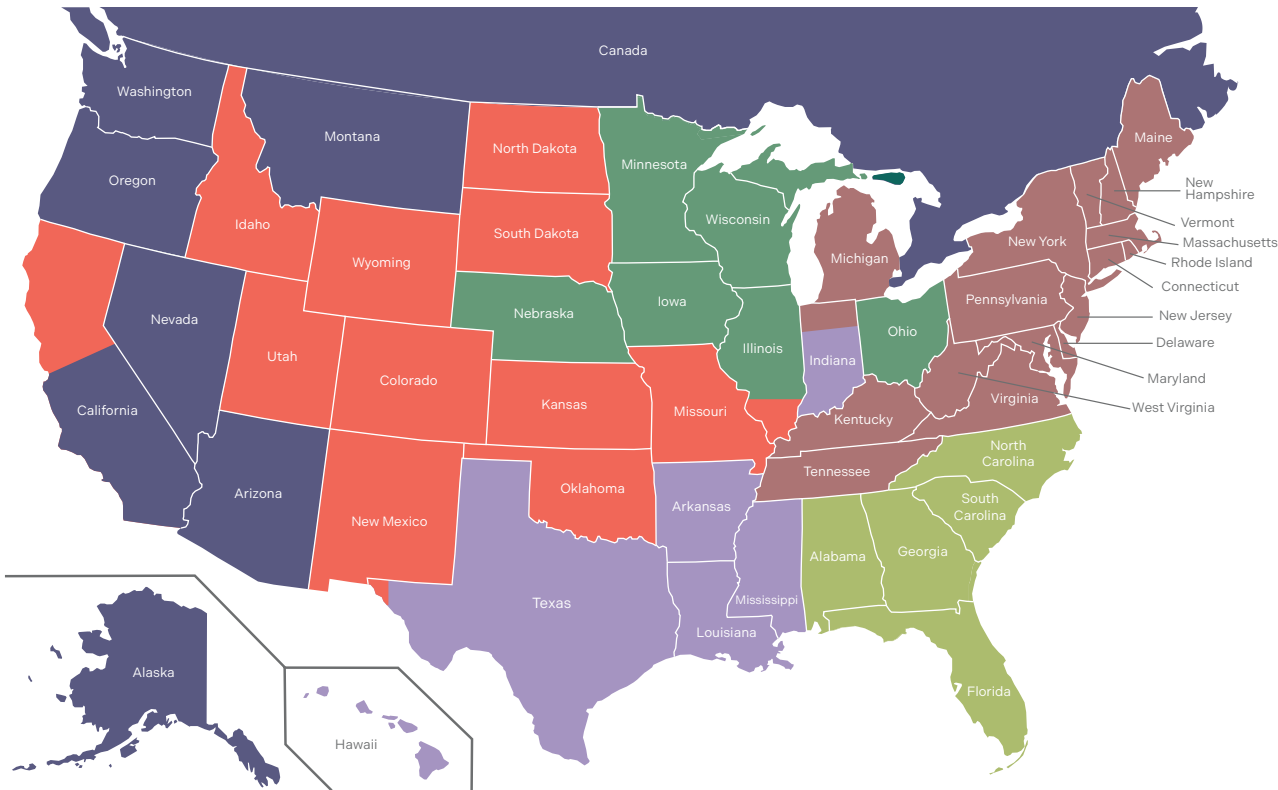 Canada
Washington
Montana
North Dakota
Minnesota
Maine
Oregon
New
Hampshire
Idaho
South Dakota
Wisconsin
Vermont
New York
Massachusetts
Wyoming
Michigan
Rhode Island
Connecticut
Nevada
Nebraska
Iowa
Pennsylvania
New Jersey
Utah
Illinois
Ohio
Delaware
Indiana
Colorado
Maryland
California
Kansas
Missouri
Kentucky
Virginia
West Virginia
North
Carolina
Arizona
Oklahoma
Tennessee
New Mexico
Arkansas
South
Carolina
Alabama
Georgia
Texas
Mississippi
Louisiana
Alaska
Florida
Hawaii